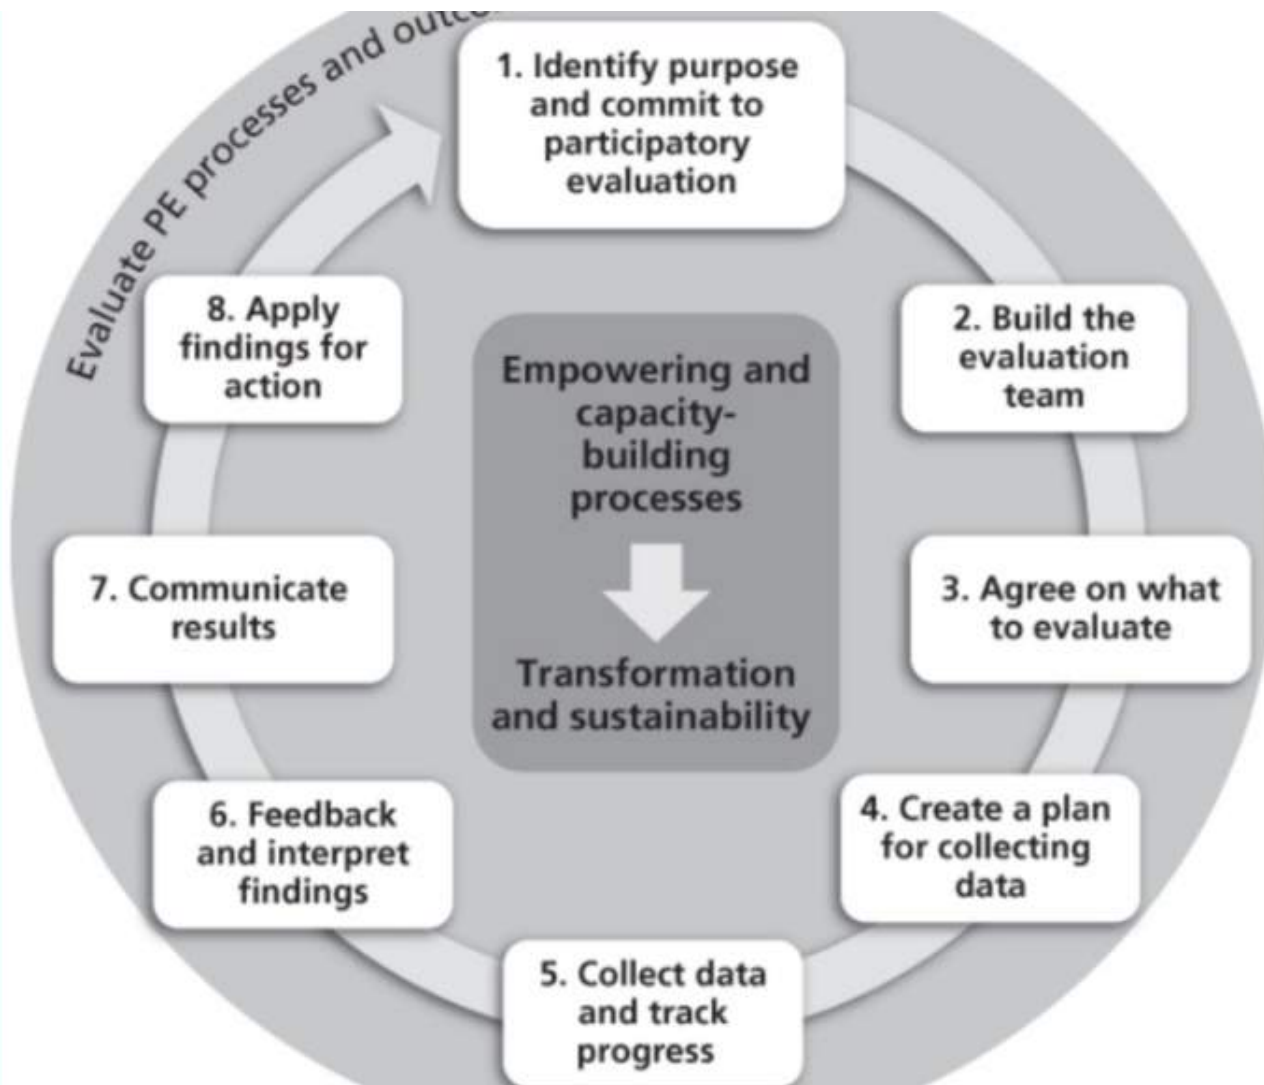 Evaluate PE processes and
1. Identify purpose
and commit to
participatory
evaluation
2. Build the
evaluation
team
3. Agree on what
to evaluate
4. Create a plan
for collecting
data
5. Collect data
and track
progress
6. Feedback
and interpret
findings
7. Communicate
results
8. Apply
findings for
action
Empowering and
capacity-
building
processes
Transformation
and sustainability